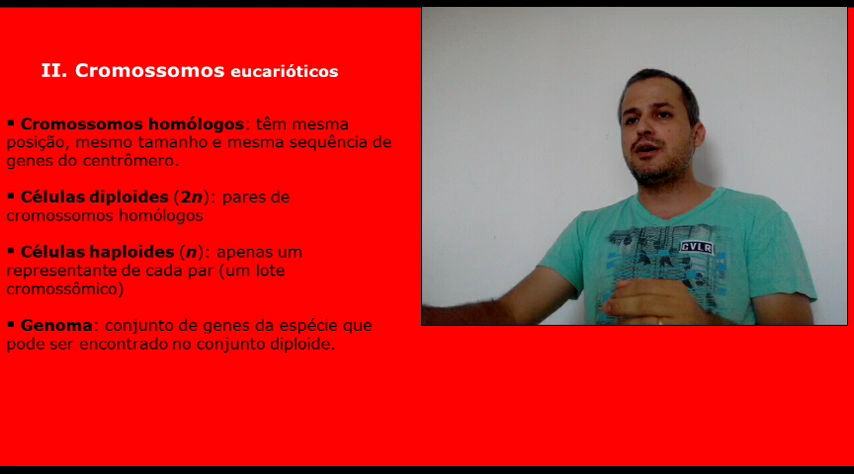 II. Cromossomos eucarióticos
▪ Cromossomos homólogos: têm mesma
posição, mesmo tamanho e mesma sequência de
genes do centrômero.
▪ Células diploides (2n): pares de
cromossomos homólogos
▪ Células haploides (n): apenas um
representante de cada par (um lote
cromossômico)
▪ Genoma: conjunto de genes da espécie que
pode ser encontrado no conjunto diploide.
CVLR